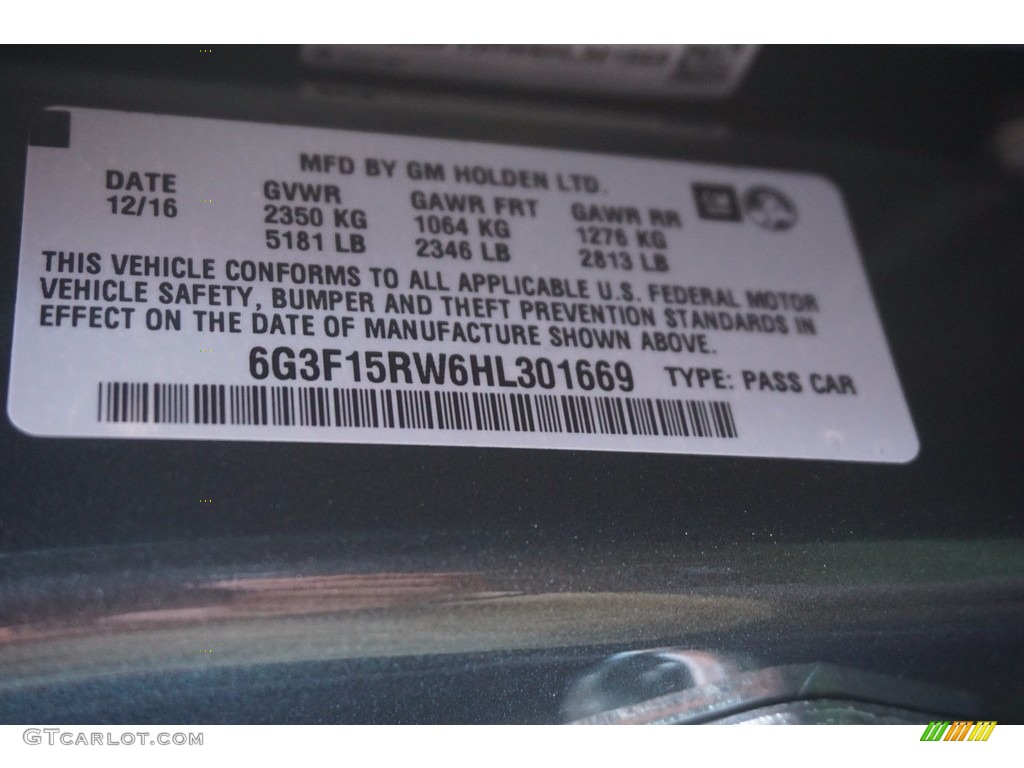 MFD BY GM HOLDEN LTD.
DATE
12/16
GVWR
2350 KG
5181 LB
GAWR FRT
1064 KG
2346 LB
GAWR RR
1276 KG
2813 LB
GM
THIS VEHICLE CONFORMS TO ALL APPLICABLE U.S. FEDERAL MOTOR
VEHICLE SAFETY, BUMPER AND THEFT PREVENTION STANDARDS IN
EFFECT ON THE DATE OF MANUFACTURE SHOWN ABOVE.
6G3F15RW6HL301669 TYPE: PASS CAR
GTcarlot.com